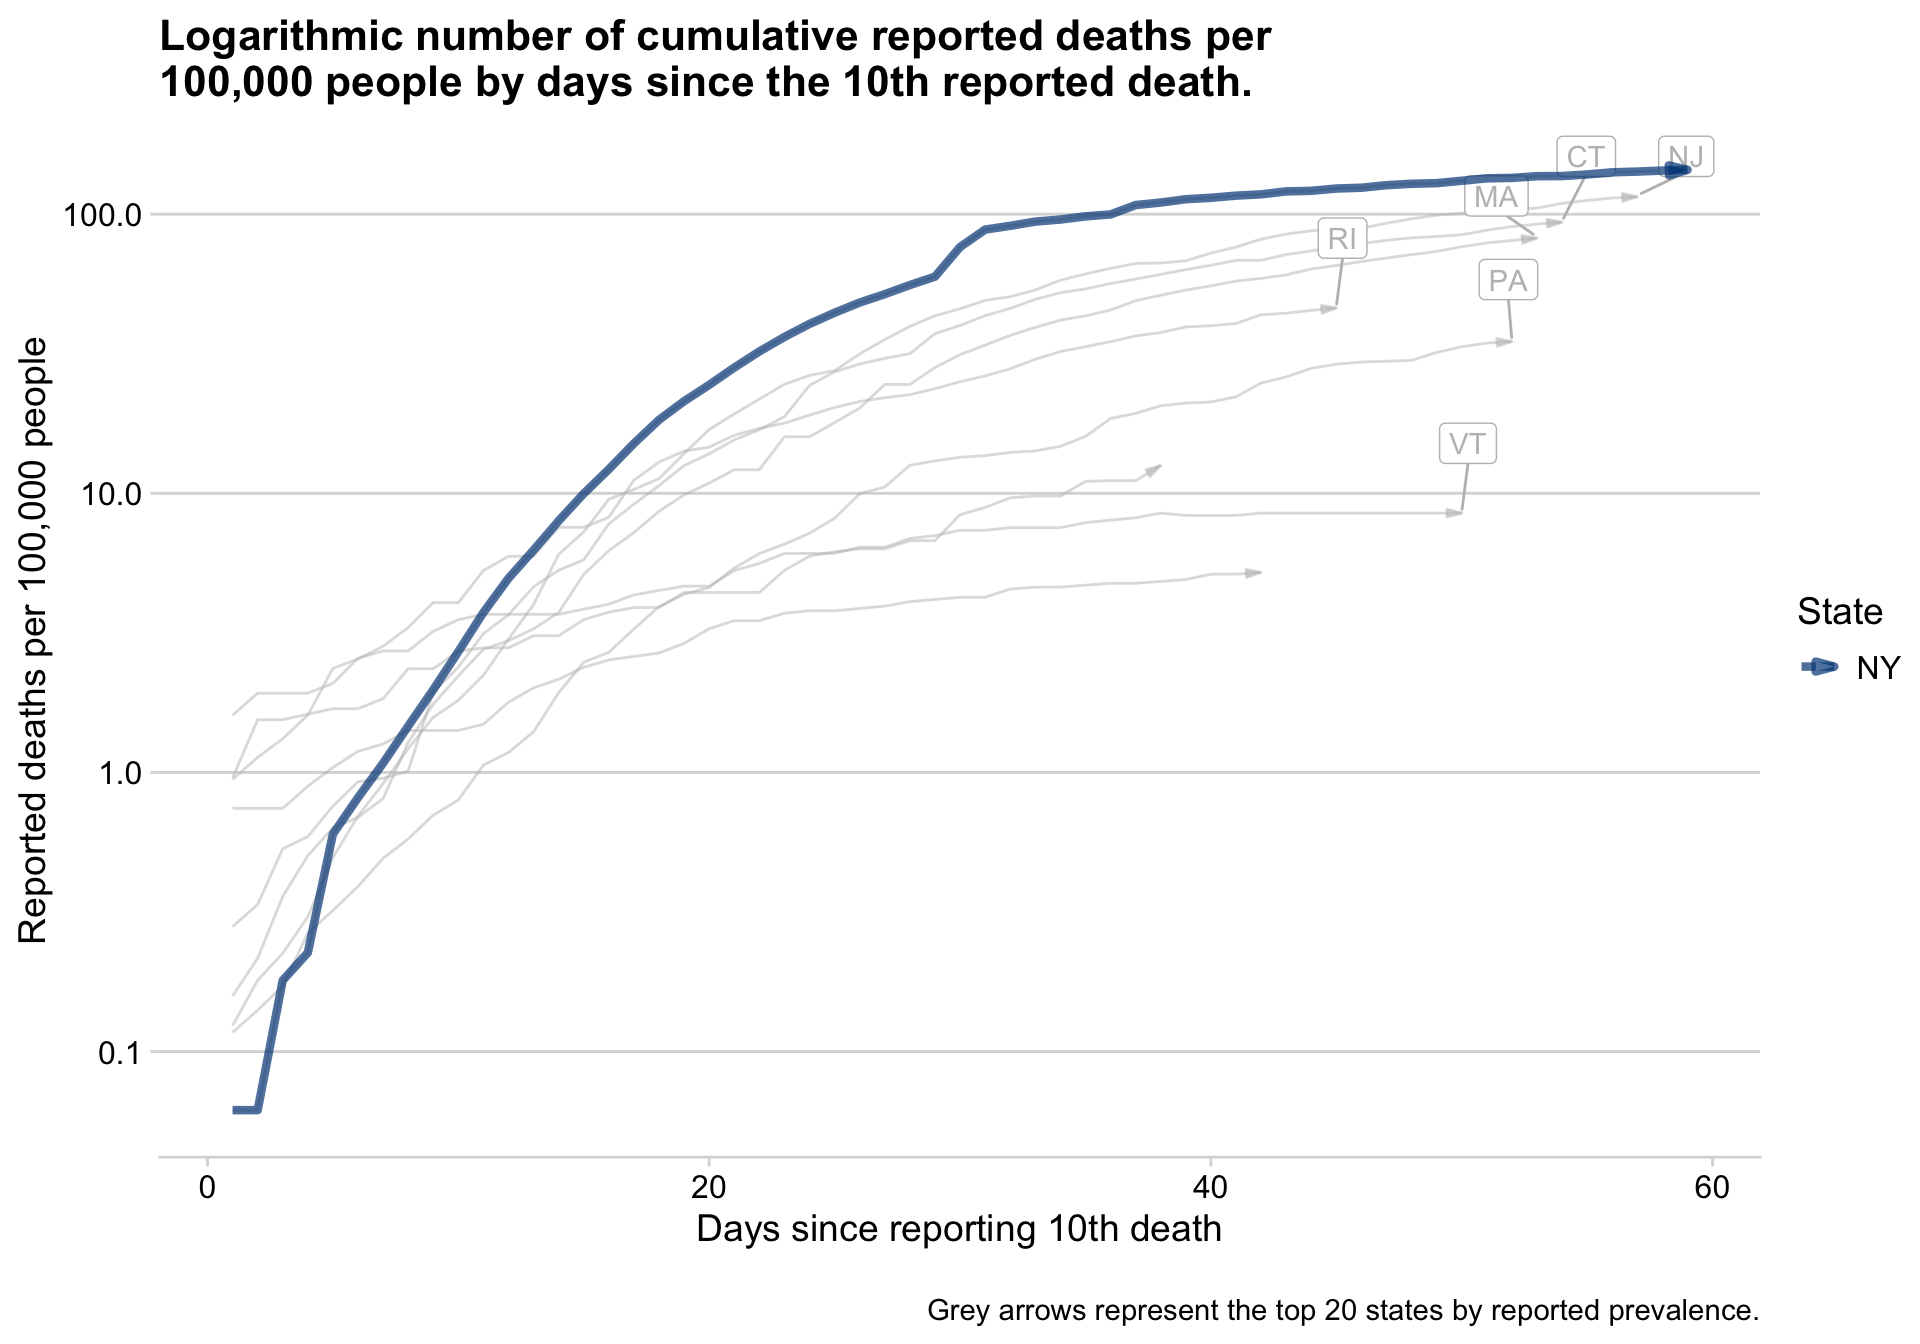 Logarithmic number of cumulative reported deaths per
100,000 people by days since the 10th reported death.
CT
NJ
MA
RI
PA
VT
100.0
10.0
1.0
0.1
Reported deaths per 100,000 people
0
20
40
60
Days since reporting 10th death
State
NY
Grey arrows represent the top 20 states by reported prevalence.